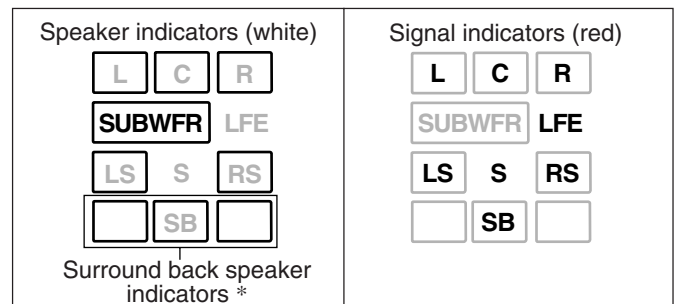 Speaker indicators (white)
L C R
SUBWFR LFE
LS S RS
SB
Surround back speaker
indicators *
Signal indicators (red)
L C R
SUBWFR LFE
LS S RS
SB